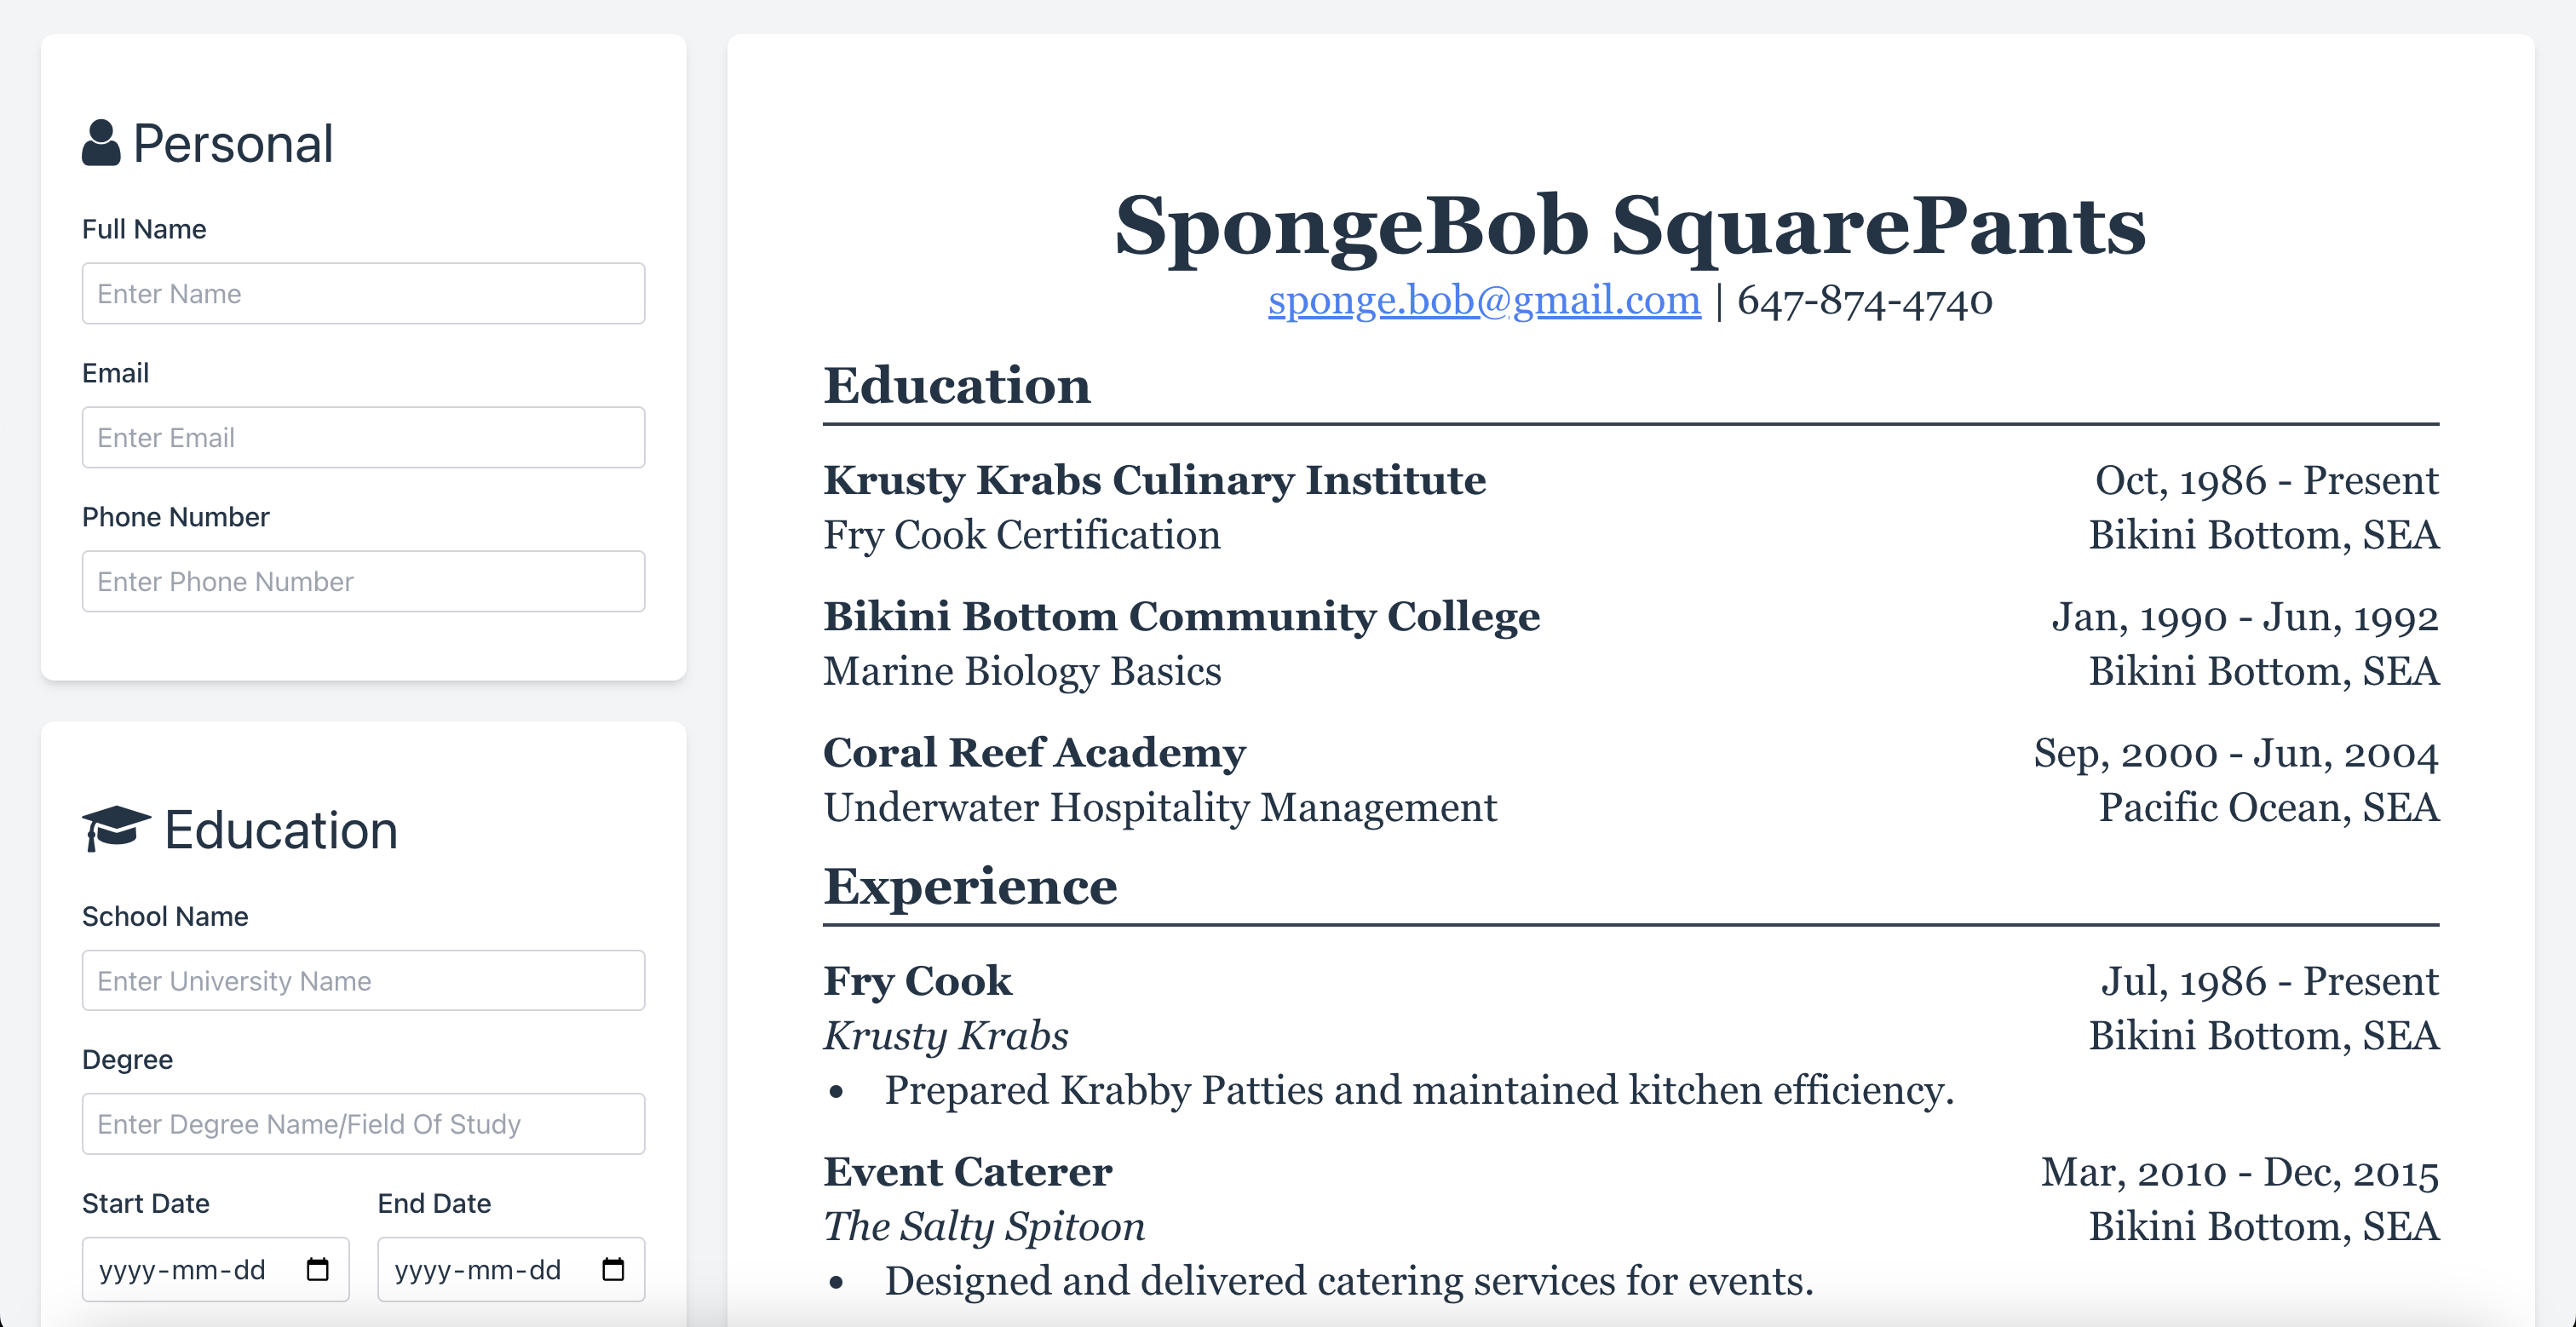 Personal
Full Name
Enter Name
Email
Enter Email
Phone Number
Enter Phone Number
Education
School Name
Enter University Name
Degree
Enter Degree Name/Field Of Study
Start Date End Date
yyyy-mm-dd yyyy-mm-dd
SpongeBob SquarePants
sponge.bob@gmail.com | 647-874-4740
Education
Krusty Krabs Culinary Institute Oct, 1986 - Present
Fry Cook Certification Bikini Bottom, SEA
Bikini Bottom Community College Jan, 1990 - Jun, 1992
Marine Biology Basics Bikini Bottom, SEA
Coral Reef Academy Sep, 2000 - Jun, 2004
Underwater Hospitality Management Pacific Ocean, SEA
Experience
Fry Cook Jul, 1986 - Present
Krusty Krabs Bikini Bottom, SEA
• Prepared Krabby Patties and maintained kitchen efficiency.
Event Caterer Mar, 2010 - Dec, 2015
The Salty Spitoon Bikini Bottom, SEA
• Designed and delivered catering services for events.